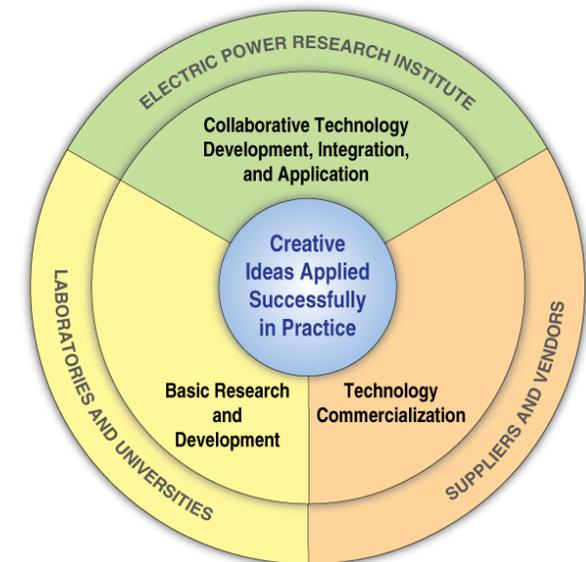 ELECTRIC POWER RESEARCH INSTITUTE
Collaborative Technology
Development, Integration,
and Application
Creative
Ideas Applied
Successfully
in Practice
LABORATORIES AND UNIVERSITIES
Basic Research
and
Development
Technology
Commercialization
SUPPLIERS AND VENDORS